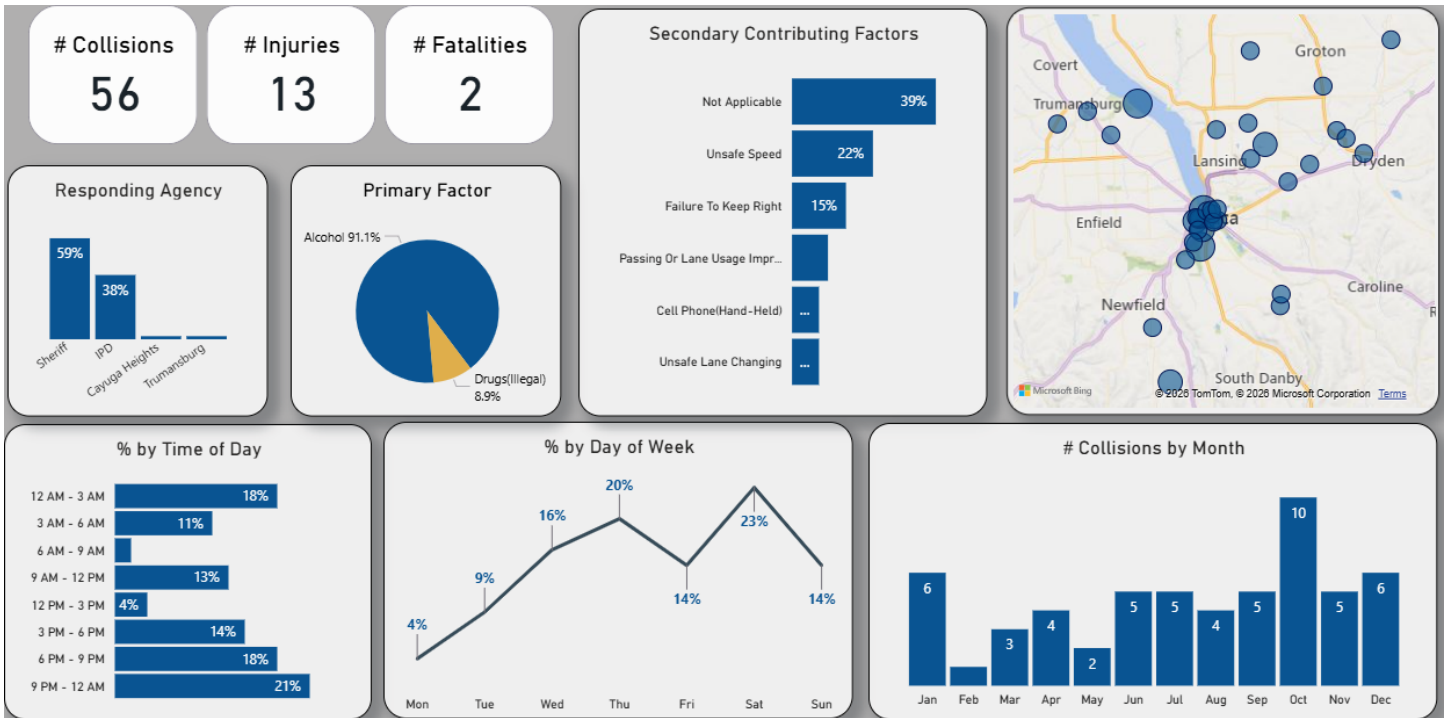 # Collisions
56
# Injuries
13
# Fatalities
2
Secondary Contributing Factors
Not Applicable
39%
Unsafe Speed
22%
Failure To Keep Right
15%
Passing Or Lane Usage Impr...
Cell Phone(Hand-Held)
...
Unsafe Lane Changing
...
Covert
Groton
Trumansburg
Lansing
Dryden
Enfield
ca
Newfield
Caroline
R
South Danby
Microsoft Bing
© 2026 TomTom, © 2026 Microsoft Corporation Terms
Responding Agency
59%
38%
Sheriff
IPD
Cayuga Heights
Trumansburg
Primary Factor
Alcohol 91.1%
Drugs(Illegal)
8.9%
% by Time of Day
12 AM - 3 AM
18%
3 AM - 6 AM
11%
6 AM - 9 AM
9 AM - 12 PM
13%
12 PM - 3 PM
4%
3 PM - 6 PM
14%
6 PM - 9 PM
18%
9 PM - 12 AM
21%
% by Day of Week
4%
9%
16%
20%
14%
23%
14%
Mon Tue Wed Thu Fri Sat Sun
# Collisions by Month
6
3
4
2
5
5
4
5
10
5
6
Jan Feb Mar Apr May Jun Jul Aug Sep Oct Nov Dec